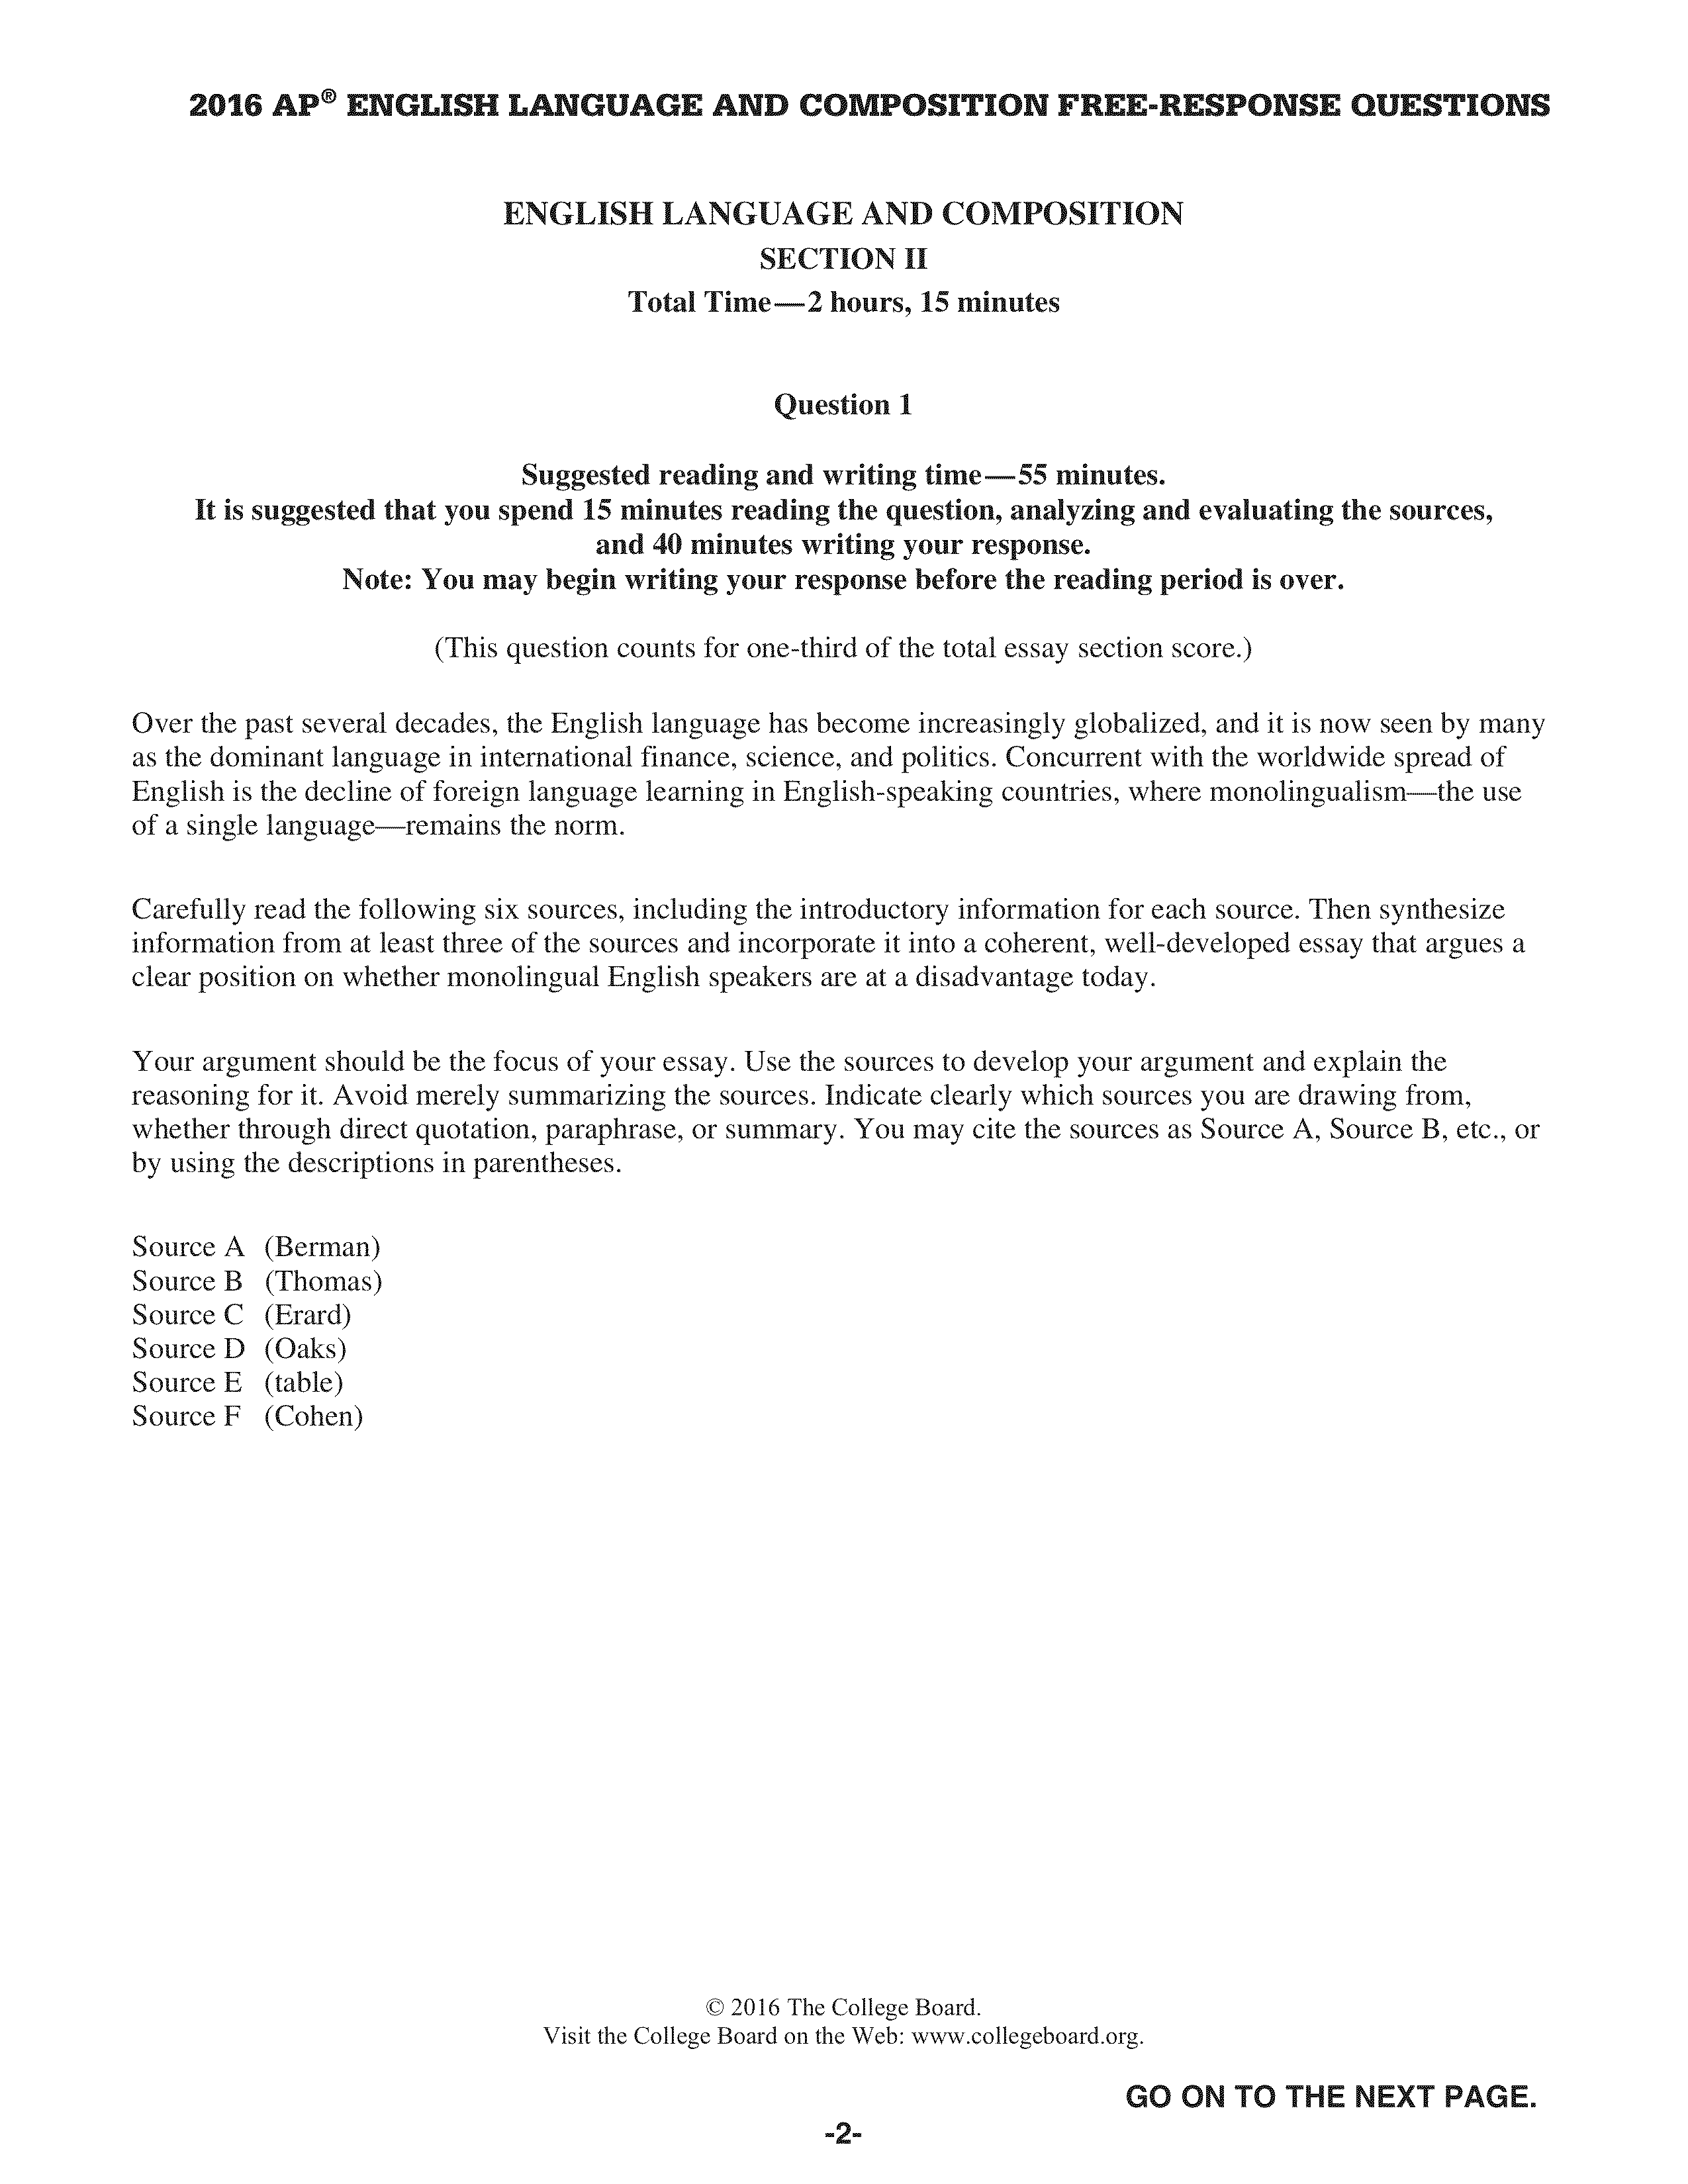 2016 AP® ENGLISH LANGUAGE AND COMPOSITION FREE-RESPONSE QUESTIONS
ENGLISH LANGUAGE AND COMPOSITION
SECTION II
Total Time—2 hours, 15 minutes
Question 1
Suggested reading and writing time—55 minutes.
It is suggested that you spend 15 minutes reading the question, analyzing and evaluating the sources,
and 40 minutes writing your response.
Note: You may begin writing your response before the reading period is over.
(This question counts for one-third of the total essay section score.)
Over the past several decades, the English language has become increasingly globalized, and it is now seen by many
as the dominant language in international finance, science, and politics. Concurrent with the worldwide spread of
English is the decline of foreign language learning in English-speaking countries, where monolingualism—the use
of a single language—remains the norm.
Carefully read the following six sources, including the introductory information for each source. Then synthesize
information from at least three of the sources and incorporate it into a coherent, well-developed essay that argues a
clear position on whether monolingual English speakers are at a disadvantage today.
Your argument should be the focus of your essay. Use the sources to develop your argument and explain the
reasoning for it. Avoid merely summarizing the sources. Indicate clearly which sources you are drawing from,
whether through direct quotation, paraphrase, or summary. You may cite the sources as Source A, Source B, etc., or
by using the descriptions in parentheses.
Source A (Berman)
Source B (Thomas)
Source C (Erard)
Source D (Oaks)
Source E (table)
Source F (Cohen)
© 2016 The College Board.
Visit the College Board on the Web: www.collegeboard.org.
GO ON TO THE NEXT PAGE.
-2-